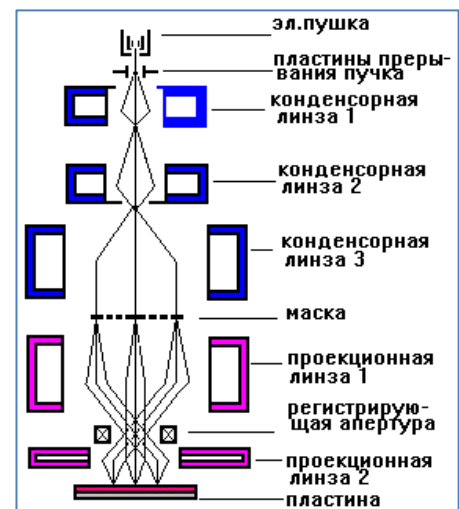 эл.пушка
пластины преры-
вания пучка
конденсорная
линза 1
конденсорная
линза 2
конденсорная
линза 3
маска
проекционная
линза 1
регистрирую-
щая апертура
проекционная
линза 2
пластина